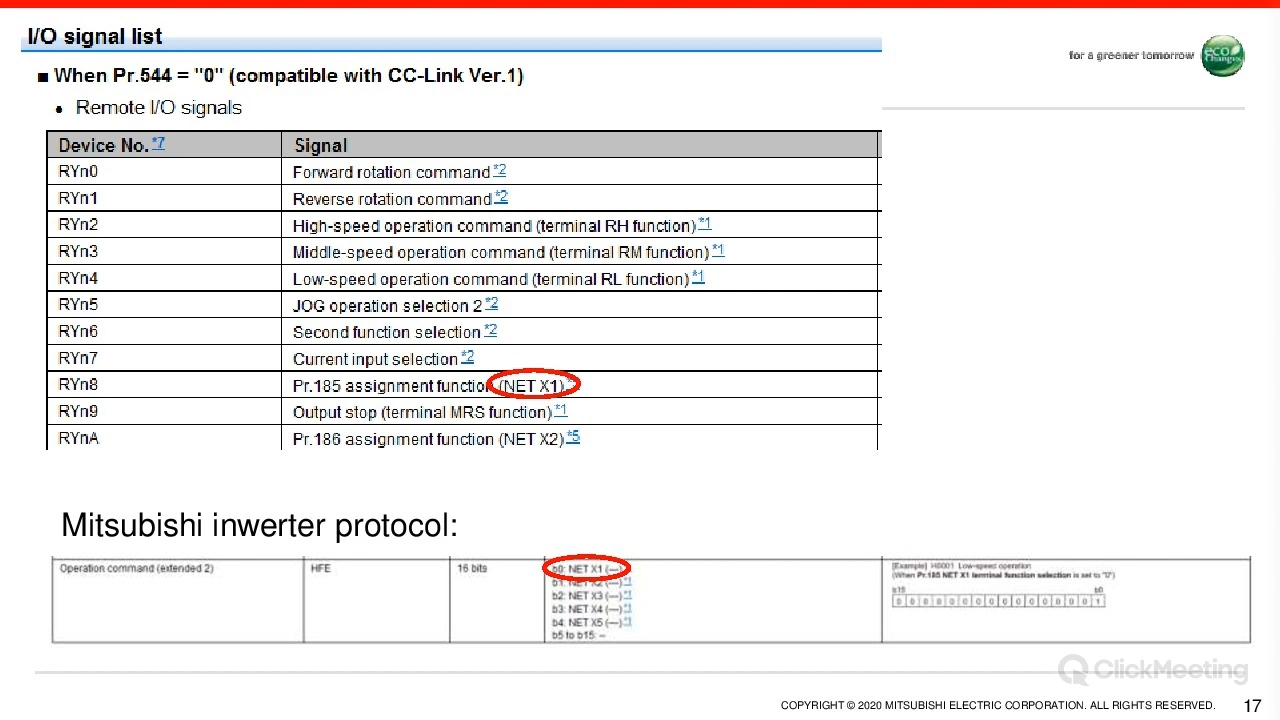 I/O signal list
for a greener tomorrow
eco Changes
■ When Pr.544 = "0" (compatible with CC-Link Ver.1)
• Remote I/O signals
Device No.*7 Signal
RYn0 Forward rotation command*2
RYn1 Reverse rotation command*2
RYn2 High-speed operation command (terminal RH function)*1
RYn3 Middle-speed operation command (terminal RM function)*1
RYn4 Low-speed operation command (terminal RL function)*1
RYn5 JOG operation selection 2*2
RYn6 Second function selection*2
RYn7 Current input selection*2
RYn8 Pr.185 assignment function (NET X1)
RYn9 Output stop (terminal MRS function)*1
RYnA Pr.186 assignment function (NET X2)*5
Mitsubishi inwerter protocol:
Operation command (extended 2) HFE 16 bits b0: NET X1 (—) [Example] H0001 Low-speed operation
b1: NET X2 (—)*1 (When Pr.185 NET X1 terminal function selection is set to "0")
b2: NET X3 (—)*1 b15 b0
b3: NET X4 (—)*1 0 0 0 0 0 0 0 0 0 0 0 0 0 0 0 1
b4: NET X5 (—)*1
b5 to b15: –
ClickMeeting
COPYRIGHT © 2020 MITSUBISHI ELECTRIC CORPORATION. ALL RIGHTS RESERVED. 17